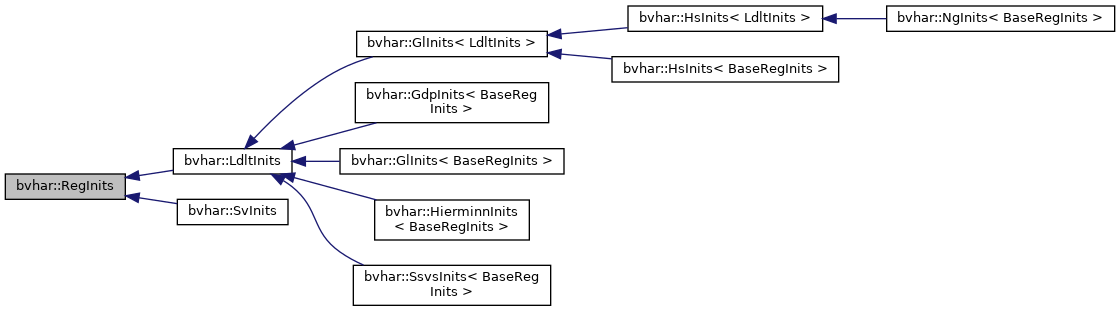 bvhar::HsInits< LdltInits >
bvhar::NgInits< BaseRegInits >
bvhar::GlInits< LdltInits >
bvhar::HsInits< BaseRegInits >
bvhar::GdpInits< BaseReg
Inits >
bvhar::LdltInits
bvhar::GlInits< BaseRegInits >
bvhar::RegInits
bvhar::SvInits
bvhar::HierminnInits
< BaseRegInits >
bvhar::SsvsInits< BaseReg
Inits >